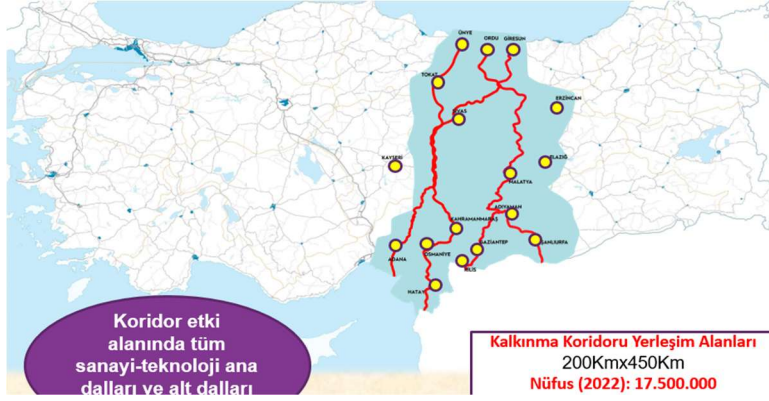 ÜNYE
ORDU
GİRESUN
TOKAT
ERZİNCAN
SİVAS
KAYSERİ
ELAZIĞ
MALATYA
ADIYAMAN
KAHRAMANMARAŞ
ŞANLIURFA
GAZİANTEP
OSMANİYE
ADANA
KİLİS
HATAY
Koridor etki
alanında tüm
sanayi-teknoloji ana
dalları ve alt dalları
Kalkınma Koridoru Yerleşim Alanları
200Kmx450Km
Nüfus (2022): 17.500.000